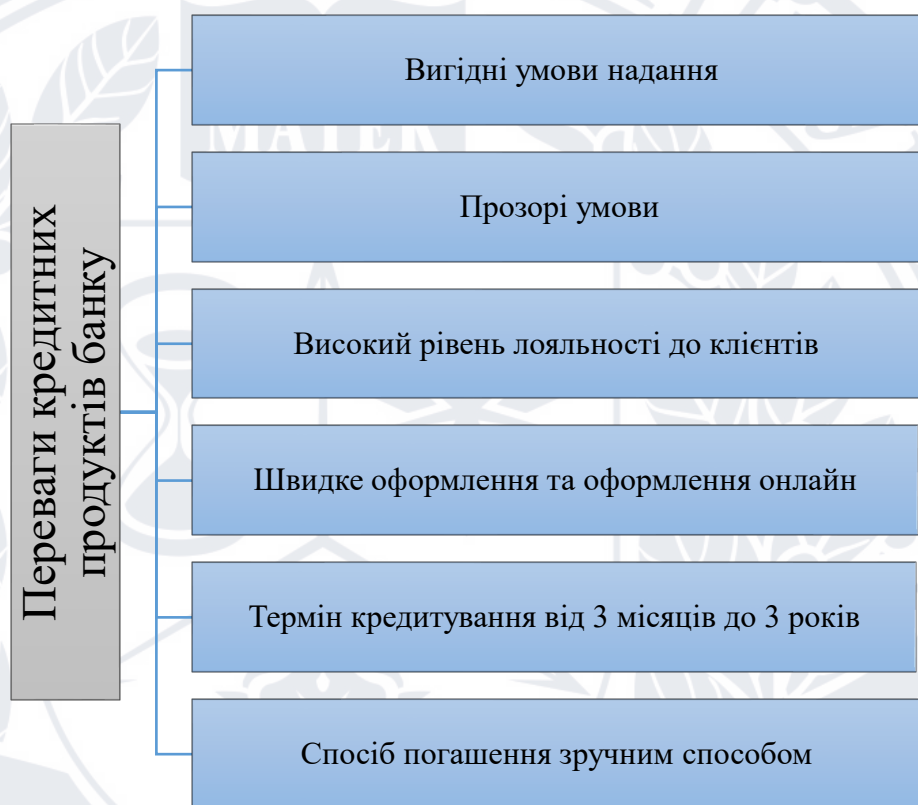 Переваги кредитних
продуктів банку
Вигідні умови надання
Прозорі умови
Високий рівень лояльності до клієнтів
Швидке оформлення та оформлення онлайн
Термін кредитування від 3 місяців до 3 років
Спосіб погашення зручним способом